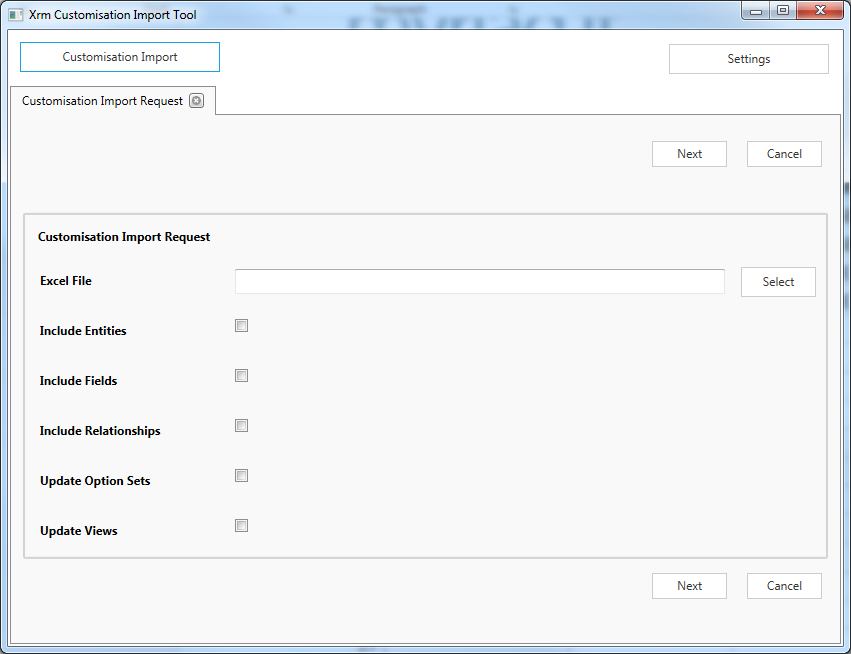 Xrm Customisation Import Tool
Customisation Import
Settings
Customisation Import Request
Next
Cancel
Customisation Import Request
Excel File
Select
Include Entities
Include Fields
Include Relationships
Update Option Sets
Update Views
Next
Cancel